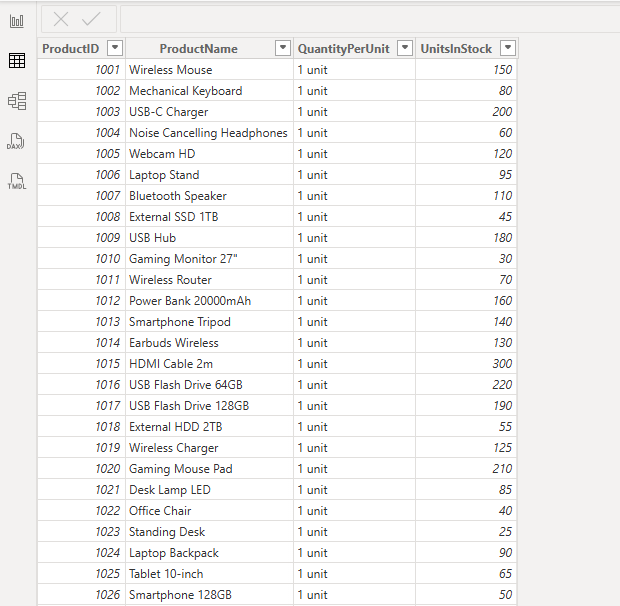 ProductID ProductName QuantityPerUnit UnitsInStock
1001 Wireless Mouse 1 unit 150
1002 Mechanical Keyboard 1 unit 80
1003 USB-C Charger 1 unit 200
1004 Noise Cancelling Headphones 1 unit 60
1005 Webcam HD 1 unit 120
1006 Laptop Stand 1 unit 95
1007 Bluetooth Speaker 1 unit 110
1008 External SSD 1TB 1 unit 45
1009 USB Hub 1 unit 180
1010 Gaming Monitor 27" 1 unit 30
1011 Wireless Router 1 unit 70
1012 Power Bank 20000mAh 1 unit 160
1013 Smartphone Tripod 1 unit 140
1014 Earbuds Wireless 1 unit 130
1015 HDMI Cable 2m 1 unit 300
1016 USB Flash Drive 64GB 1 unit 220
1017 USB Flash Drive 128GB 1 unit 190
1018 External HDD 2TB 1 unit 55
1019 Wireless Charger 1 unit 125
1020 Gaming Mouse Pad 1 unit 210
1021 Desk Lamp LED 1 unit 85
1022 Office Chair 1 unit 40
1023 Standing Desk 1 unit 25
1024 Laptop Backpack 1 unit 90
1025 Tablet 10-inch 1 unit 65
1026 Smartphone 128GB 1 unit 50
DAX
TMDL